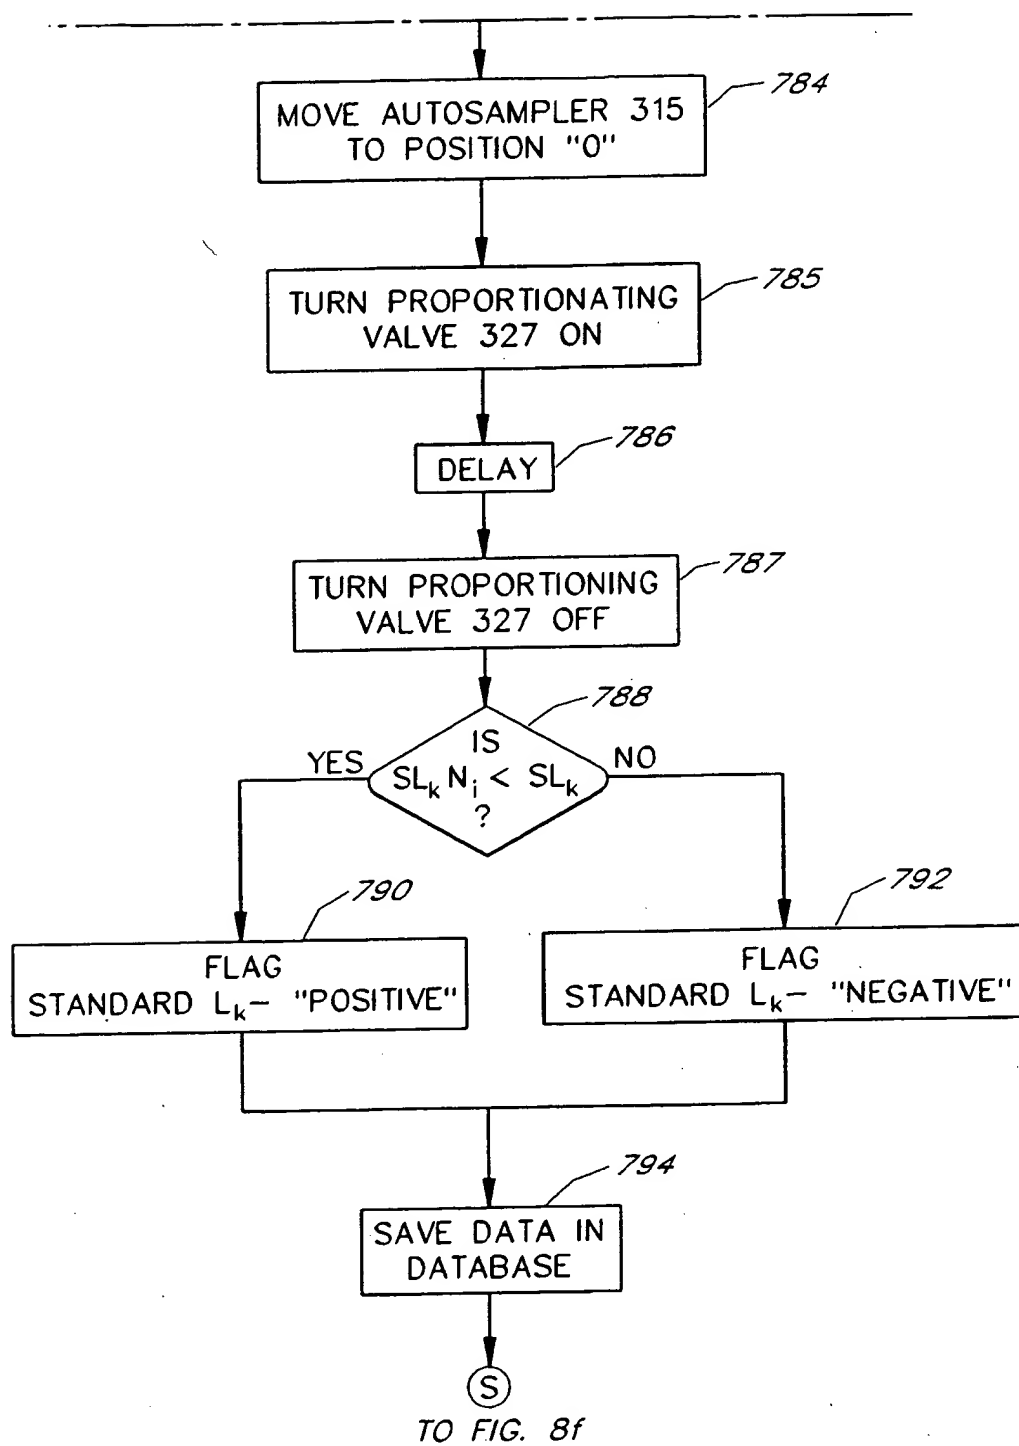 784
MOVE AUTOSAMPLER 315
TO POSITION "0"
785
TURN PROPORTIONATING
VALVE 327 ON
786
DELAY
787
TURN PROPORTIONING
VALVE 327 OFF
788
YES
IS
NO
SLₖ Nᵢ < SLₖ
?
790
FLAG
STANDARD Lₖ– "POSITIVE"
792
FLAG
STANDARD Lₖ– "NEGATIVE"
794
SAVE DATA IN
DATABASE
S
TO FIG. 8f